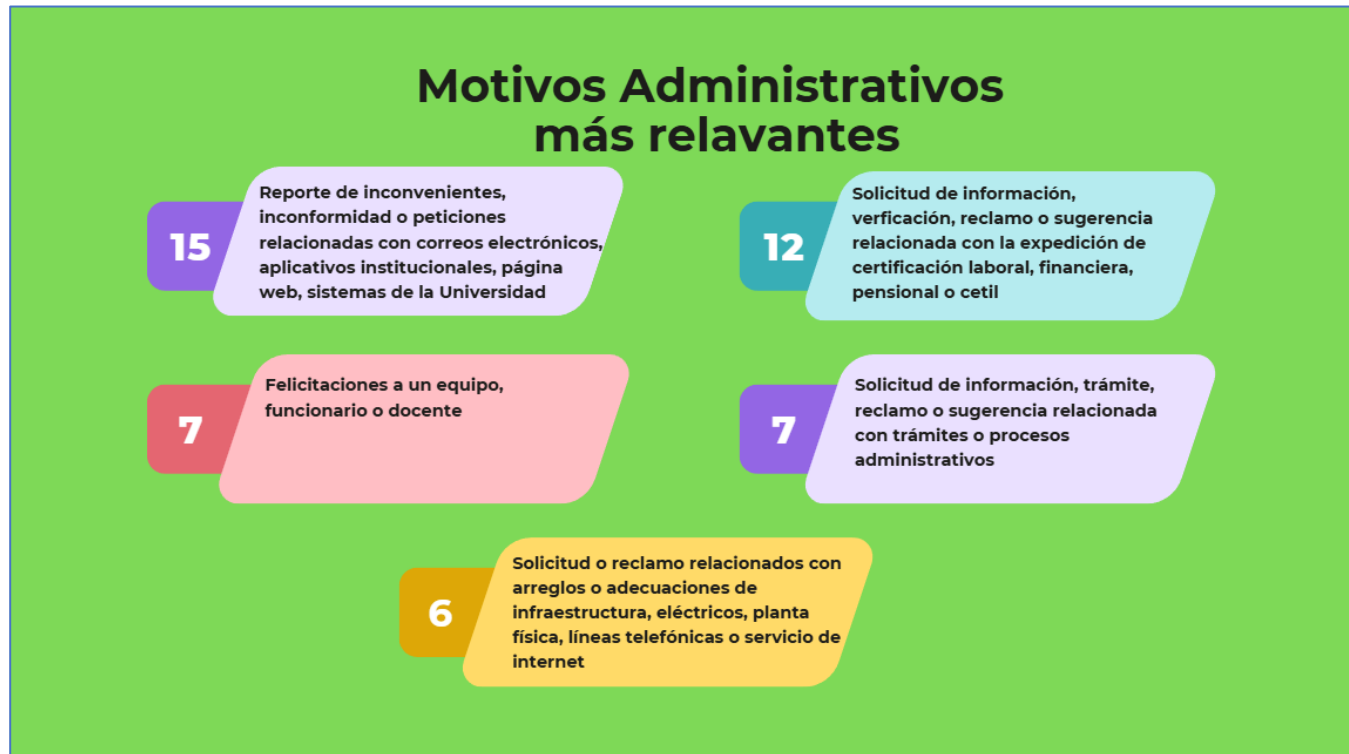 Motivos Administrativos
más relavantes
15
Reporte de inconvenientes,
inconformidad o peticiones
relacionadas con correos electrónicos,
aplicativos institucionales, página
web, sistemas de la Universidad
12
Solicitud de información,
verficación, reclamo o sugerencia
relacionada con la expedición de
certificación laboral, financiera,
pensional o cetil
7
Felicitaciones a un equipo,
funcionario o docente
7
Solicitud de información, trámite,
reclamo o sugerencia relacionada
con trámites o procesos
administrativos
6
Solicitud o reclamo relacionados con
arreglos o adecuaciones de
infraestructura, eléctricos, planta
física, líneas telefónicas o servicio de
internet